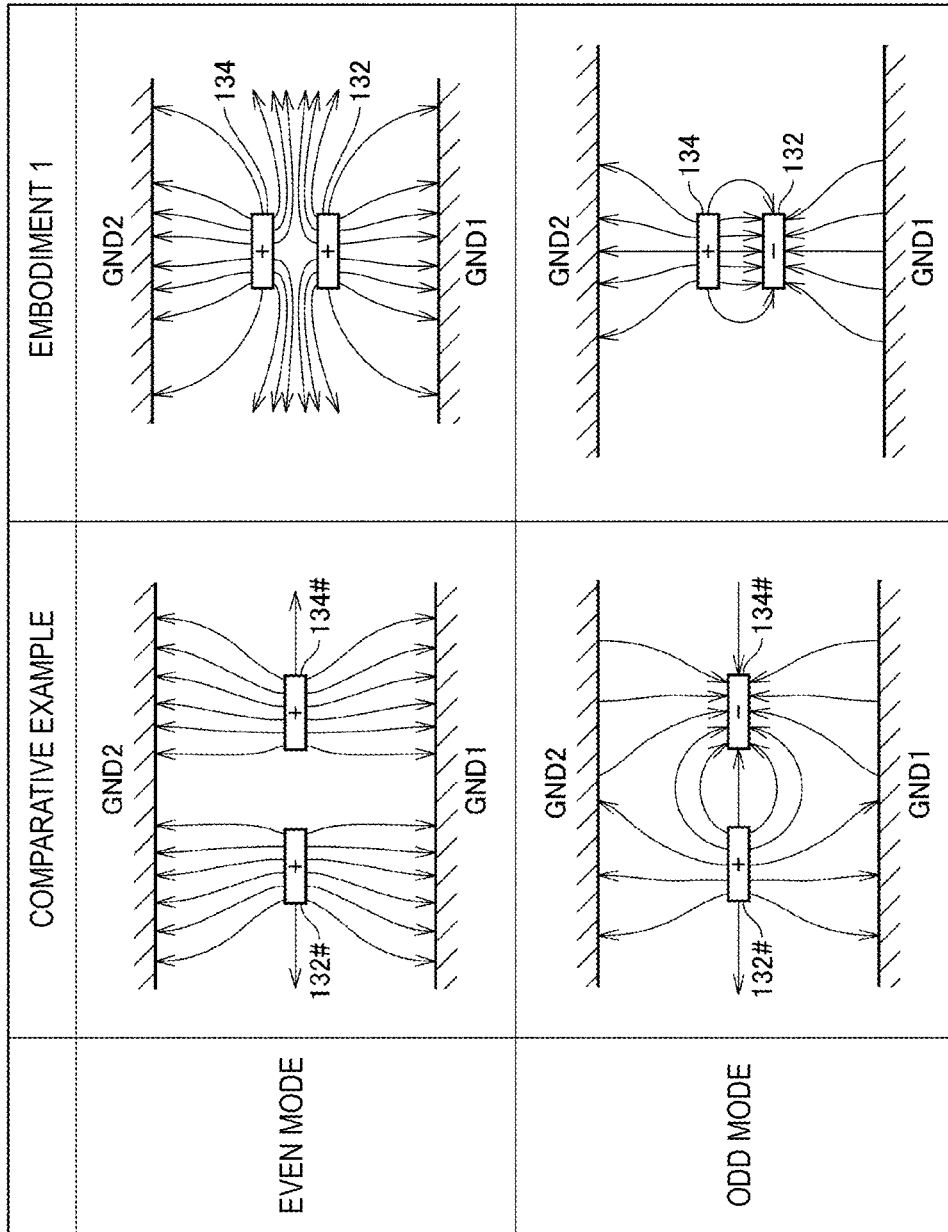 COMPARATIVE EXAMPLE
EMBODIMENT 1
EVEN MODE
GND2
+
+
132#
134#
GND1
GND2
+
134
+
132
GND1
ODD MODE
GND2
+
-
132#
134#
GND1
GND2
+
134
-
132
GND1